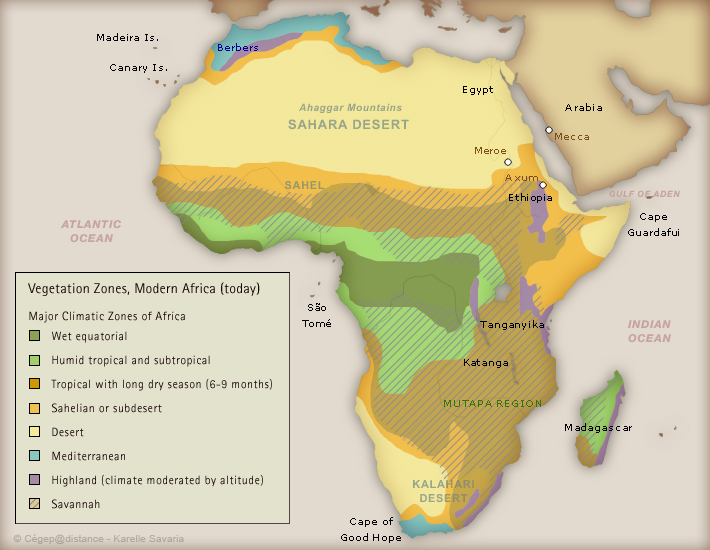 Madeira Is.
Berbers
Canary Is.
Egypt
Ahaggar Mountains
SAHARA DESERT
Arabia
Mecca
Meroe
Axum
SAHEL
Ethiopia
GULF OF ADEN
Cape
Guardafui
ATLANTIC
OCEAN
São
Tomé
Tanganyika
INDIAN
OCEAN
Katanga
MUTAPA REGION
Madagascar
KALAHARI
DESERT
Cape of
Good Hope
Vegetation Zones, Modern Africa (today)
Major Climatic Zones of Africa
Wet equatorial
Humid tropical and subtropical
Tropical with long dry season (6-9 months)
Sahelian or subdesert
Desert
Mediterranean
Highland (climate moderated by altitude)
Savannah
© Cégep@distance - Karelle Savaria